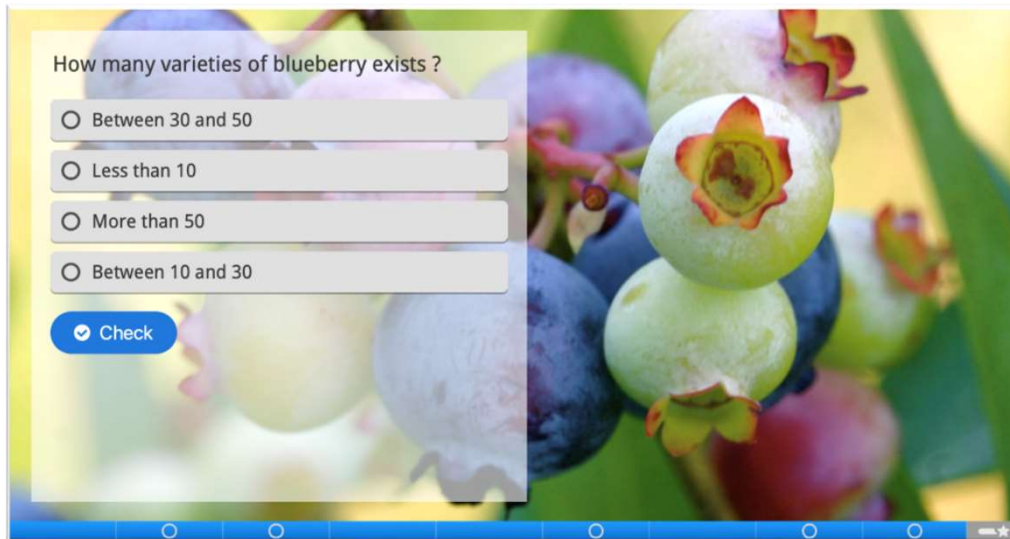 How many varieties of blueberry exists ?
Between 30 and 50
Less than 10
More than 50
Between 10 and 30
Check